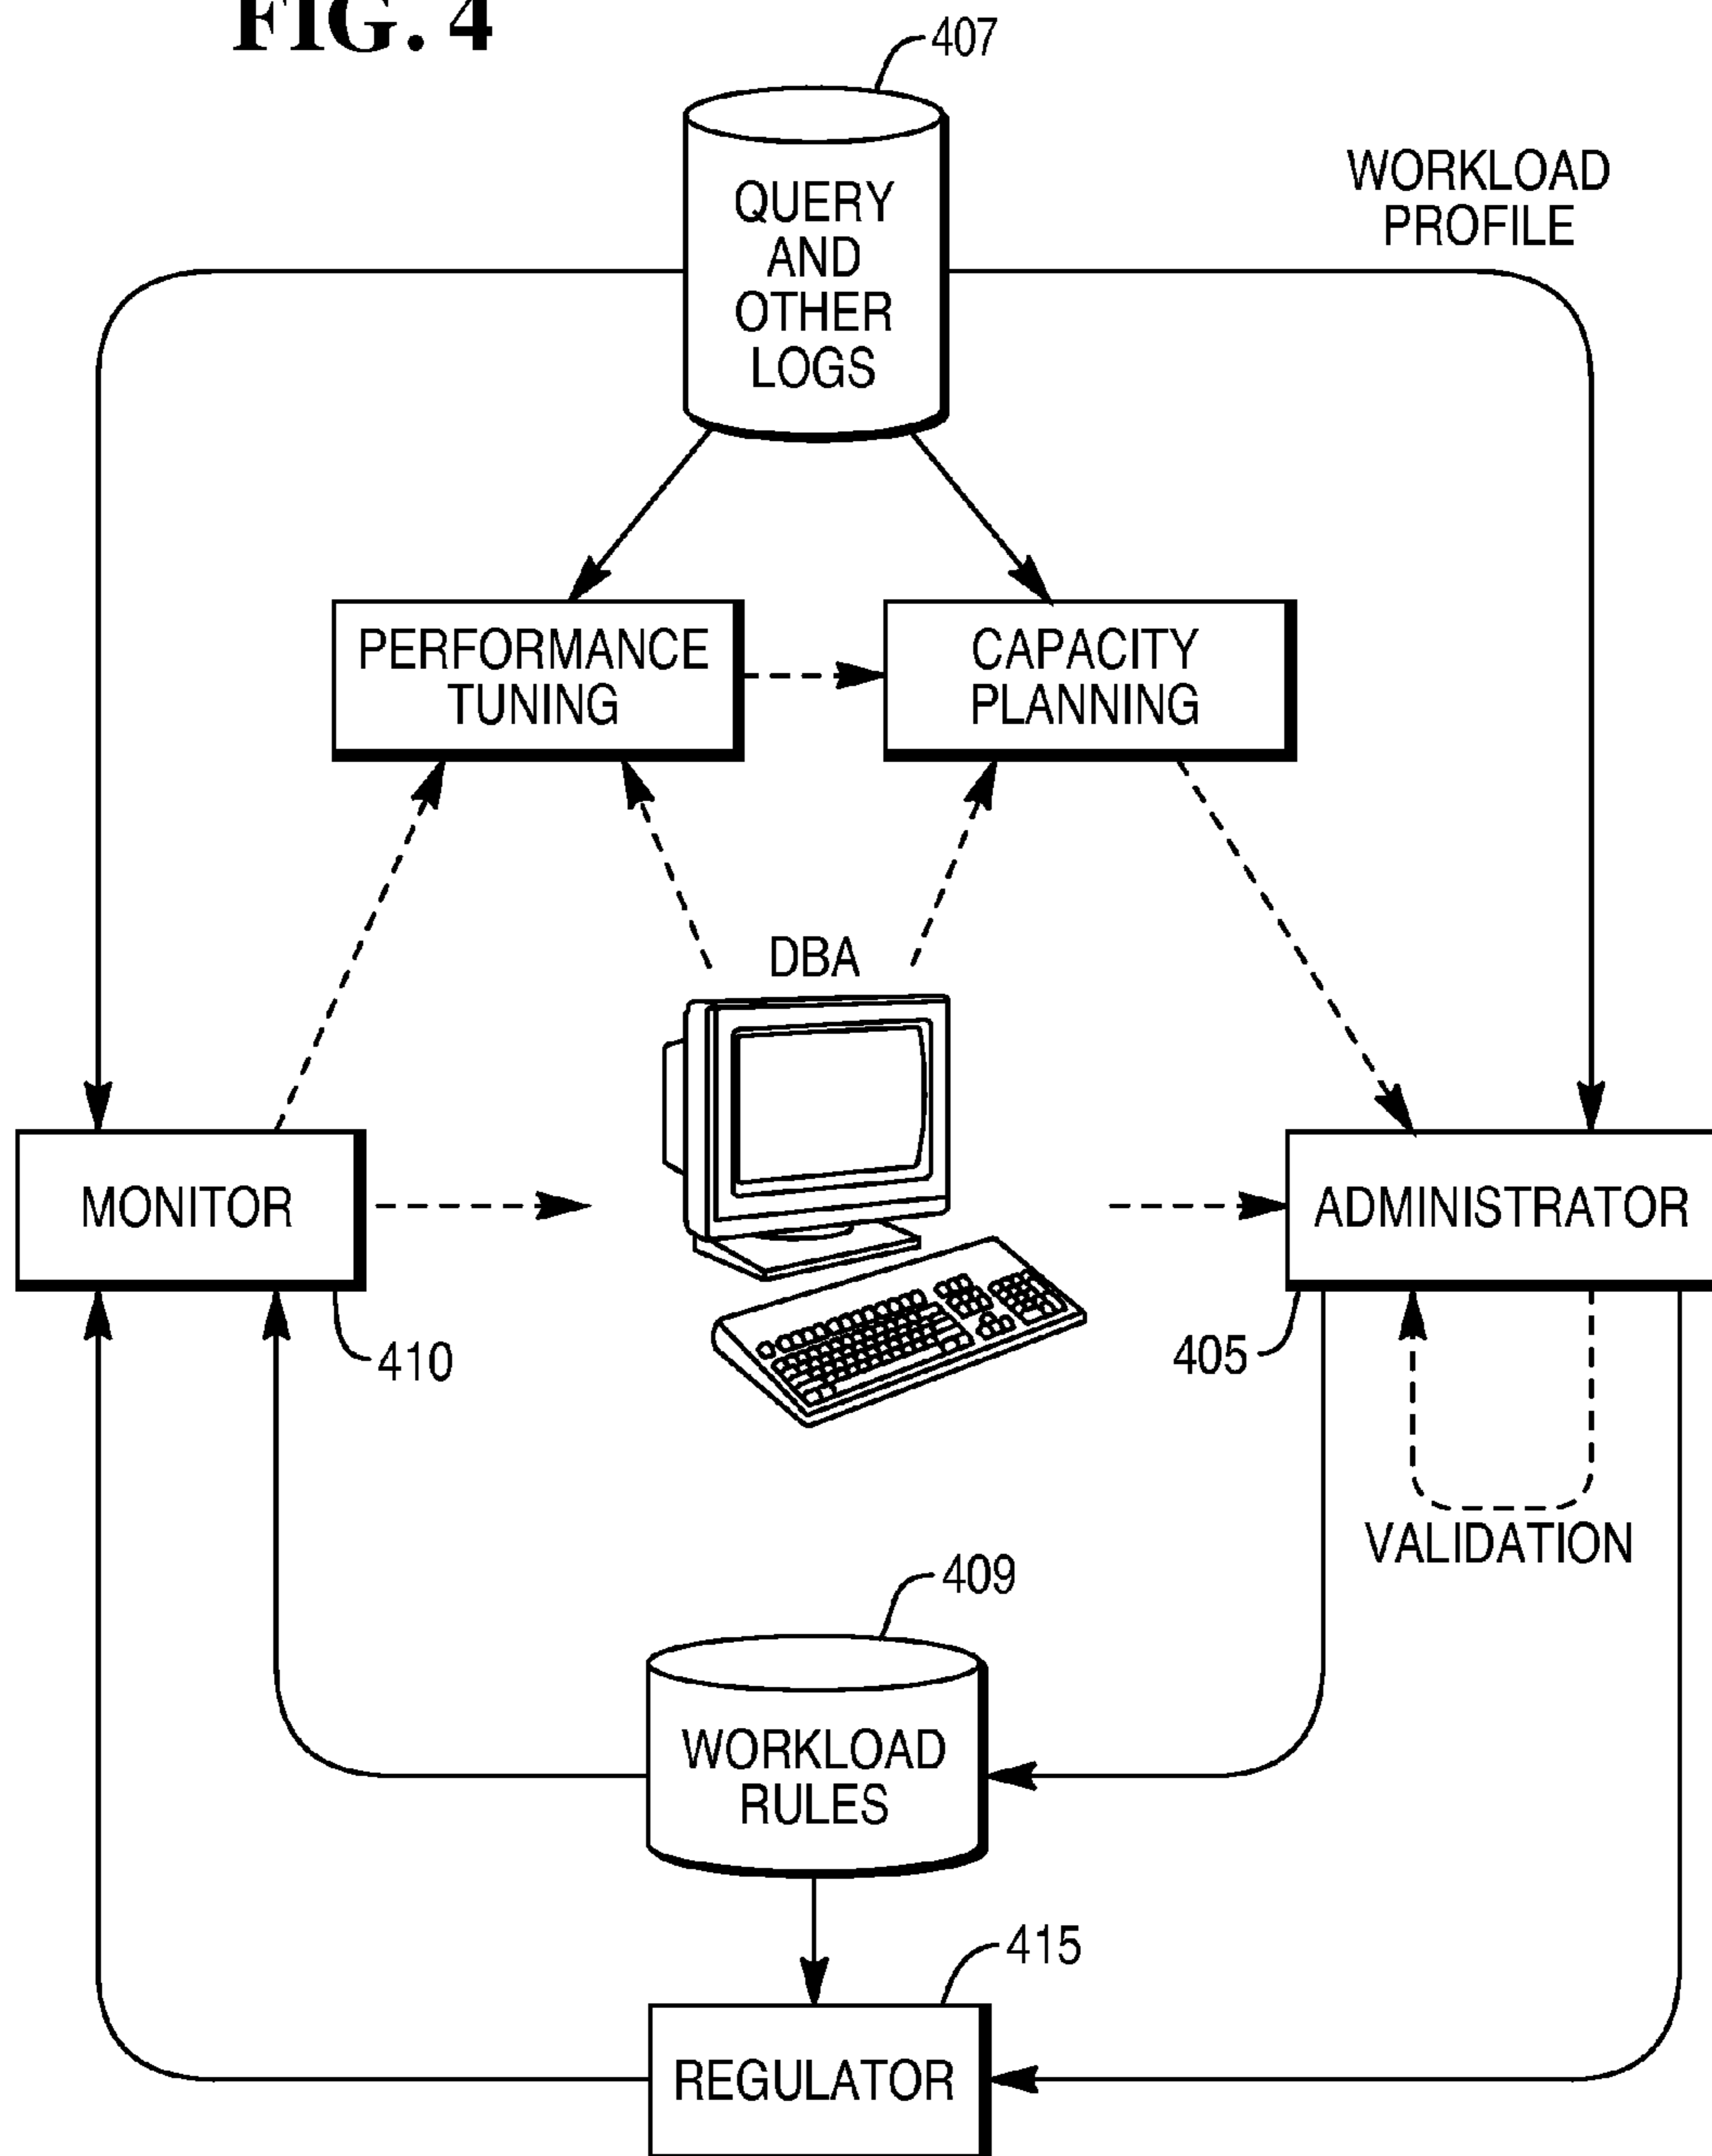 FIG. 4
407
QUERY
AND
OTHER
LOGS
WORKLOAD
PROFILE
PERFORMANCE
TUNING
CAPACITY
PLANNING
DBA
MONITOR
ADMINISTRATOR
410
405
VALIDATION
409
WORKLOAD
RULES
415
REGULATOR